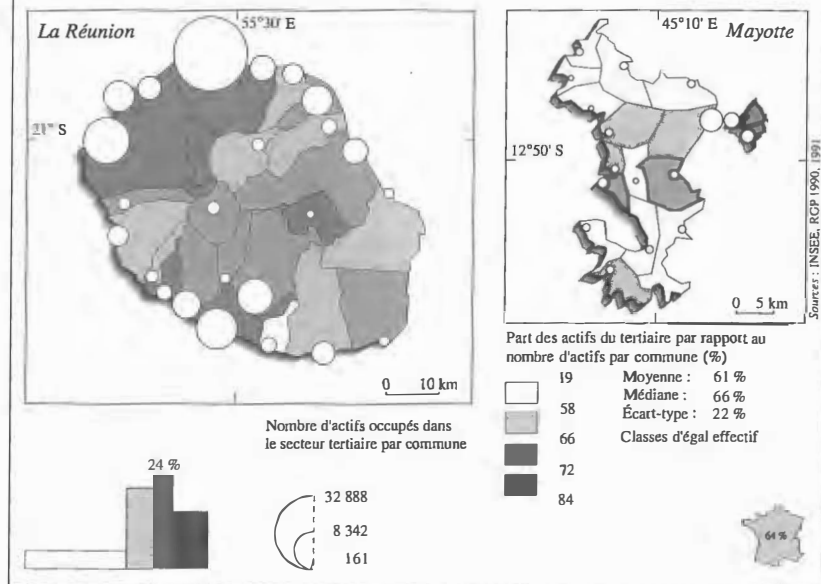 La Réunion
55°30' E
21° S
0 10 km
45°10' E
Mayotte
12°50' S
0 5 km
Sources : INSEE, RGP 1990, 1991
Part des actifs du tertiaire par rapport au
nombre d'actifs par commune (%)
19
58
66
72
84
Moyenne : 61 %
Médiane : 66 %
Écart-type : 22 %
Classes d'égal effectif
Nombre d'actifs occupés dans
le secteur tertiaire par commune
24 %
32 888
8 342
161
64 %